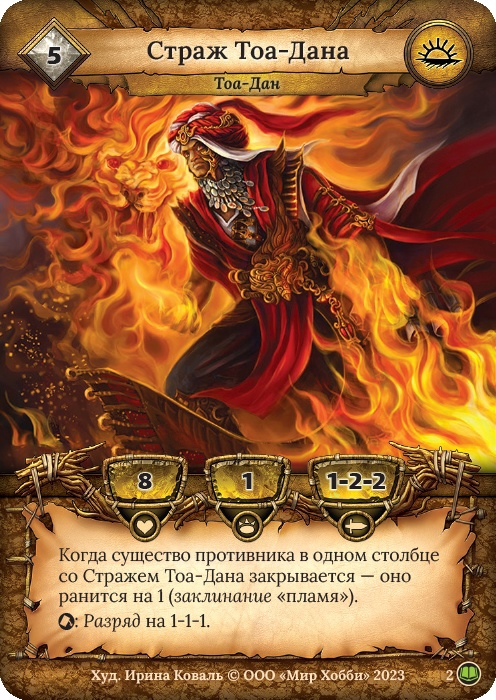 5
Страж Тоа-Дана
Тоа-Дан
8 1 1-2-2
Когда существо противника в одном столбце
со Стражем Тоа-Дана закрывается — оно
ранится на 1 (заклинание «пламя»).
: Разряд на 1-1-1.
Худ. Ирина Коваль © ООО «Мир Хобби» 2023 2